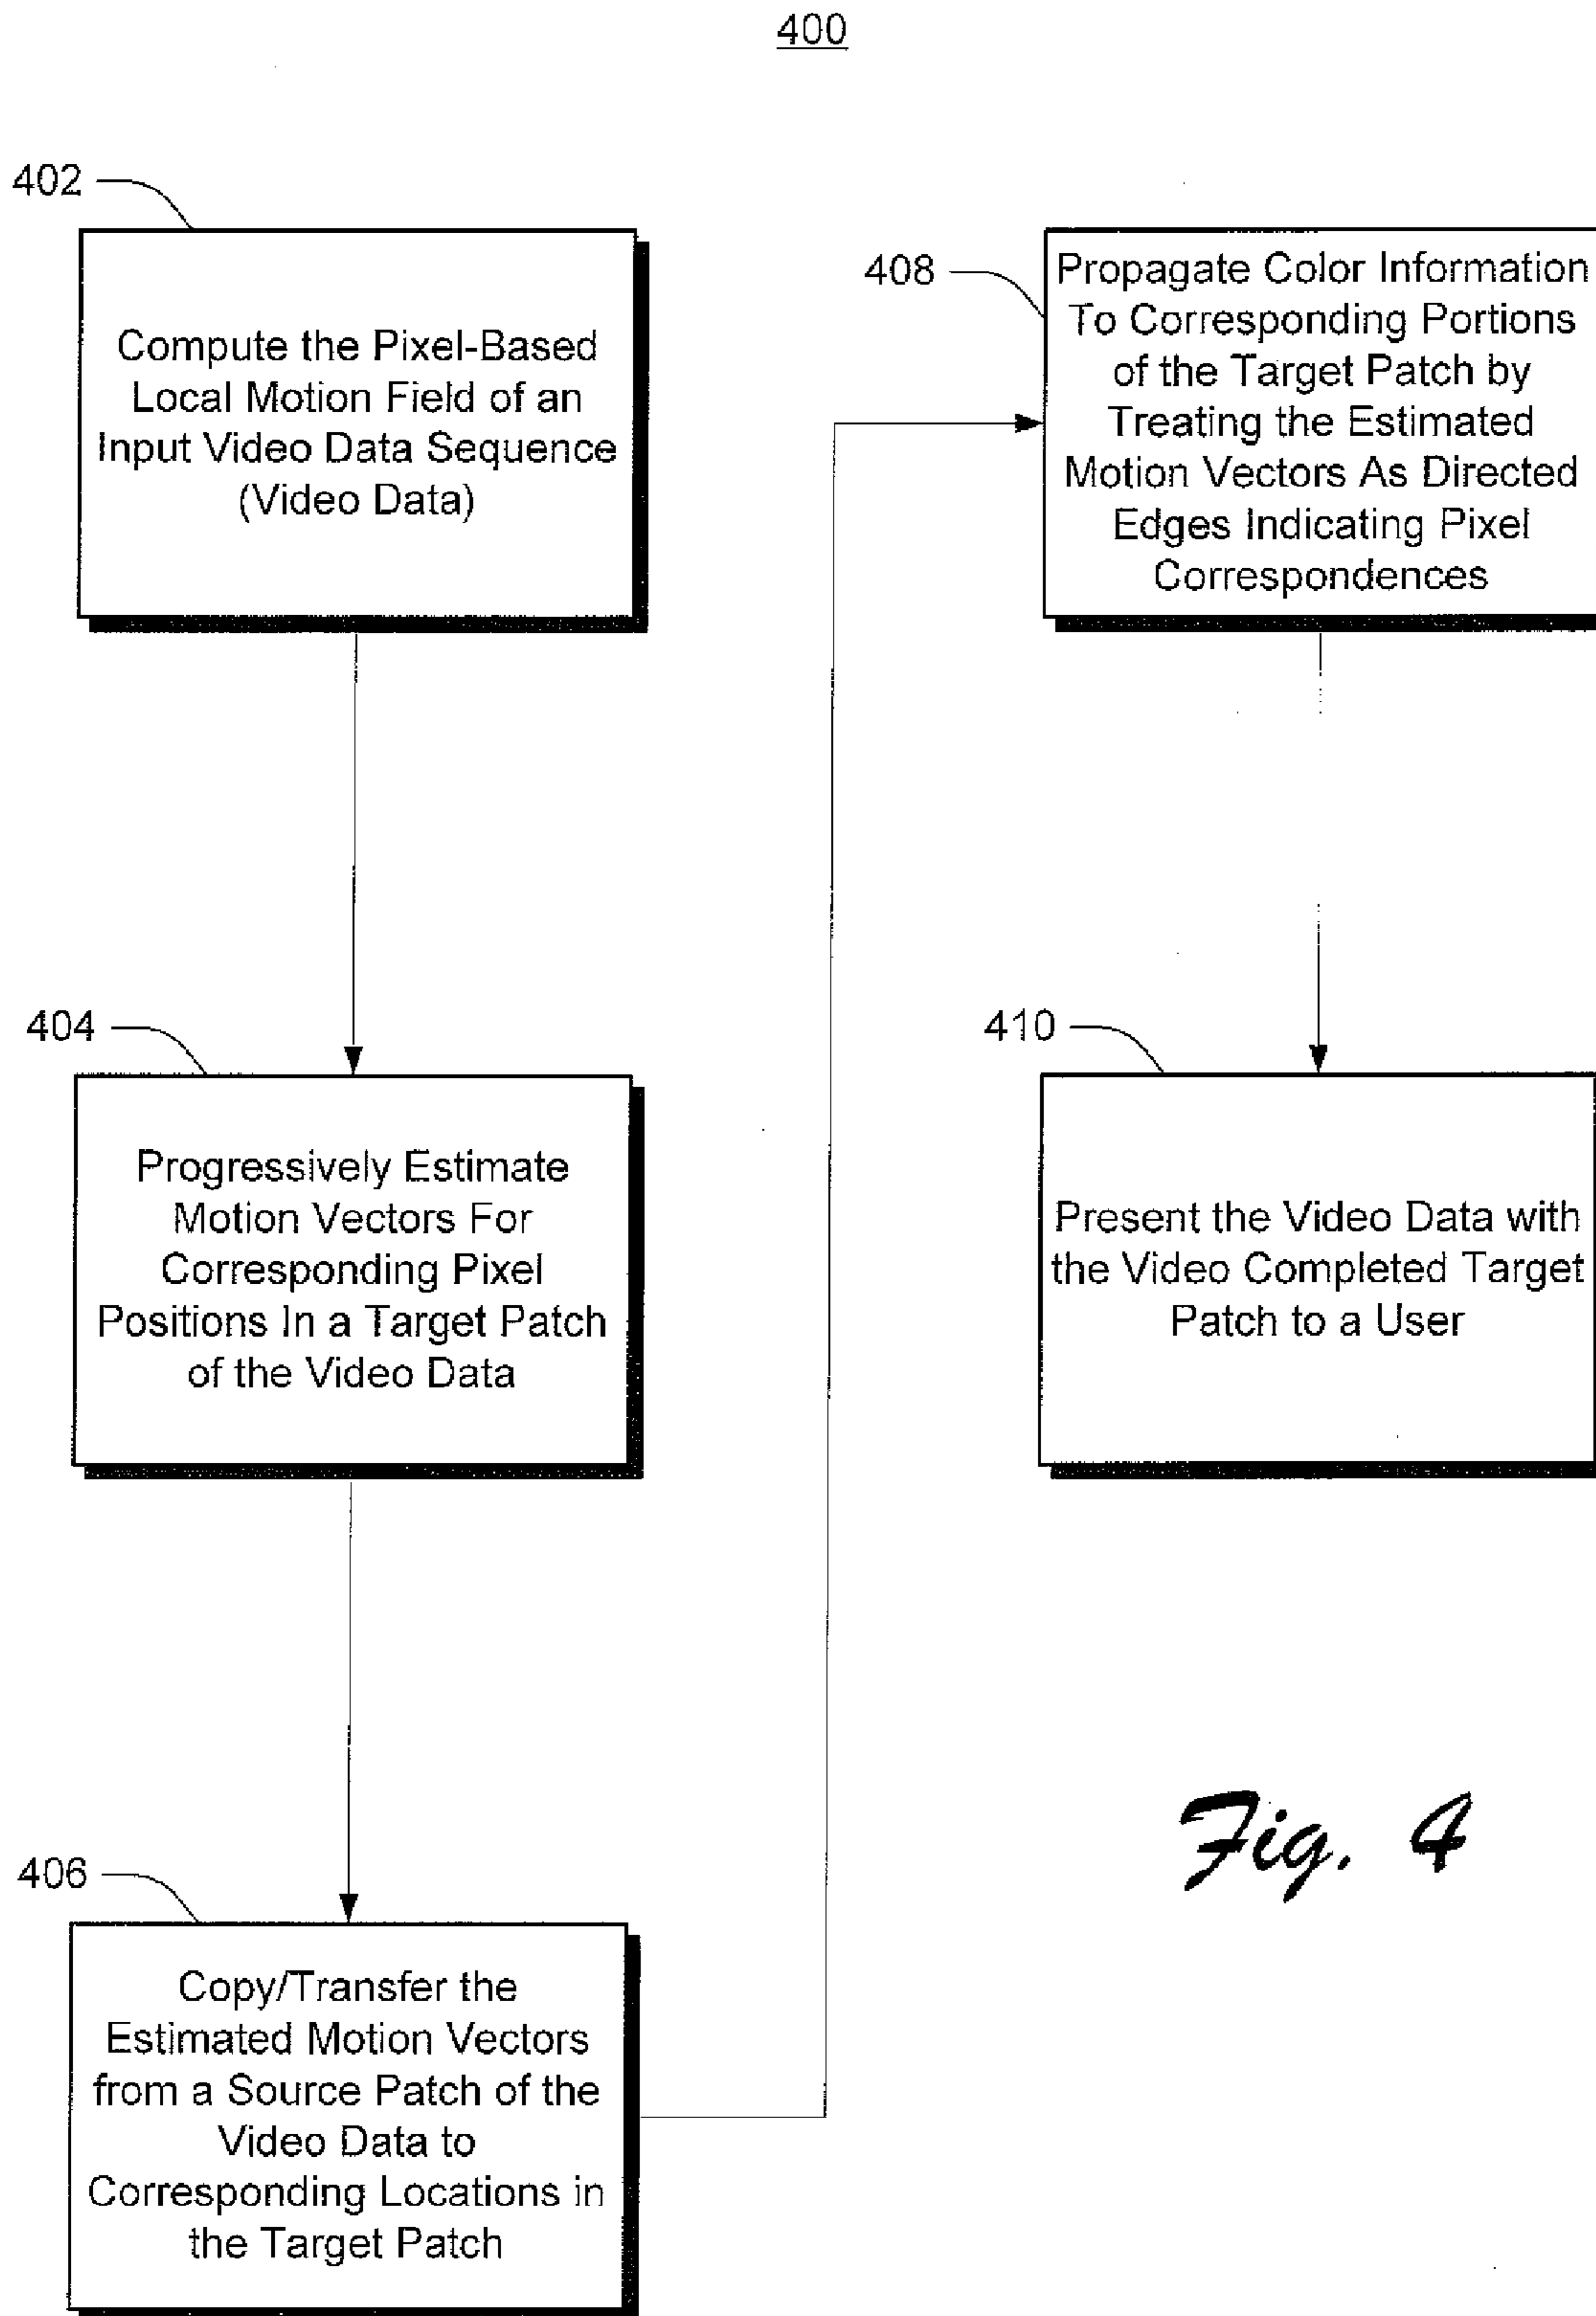 400
402
Compute the Pixel-Based
Local Motion Field of an
Input Video Data Sequence
(Video Data)
404
Progressively Estimate
Motion Vectors For
Corresponding Pixel
Positions In a Target Patch
of the Video Data
406
Copy/Transfer the
Estimated Motion Vectors
from a Source Patch of the
Video Data to
Corresponding Locations in
the Target Patch
408
Propagate Color Information
To Corresponding Portions
of the Target Patch by
Treating the Estimated
Motion Vectors As Directed
Edges Indicating Pixel
Correspondences
410
Present the Video Data with
the Video Completed Target
Patch to a User
Fig. 4